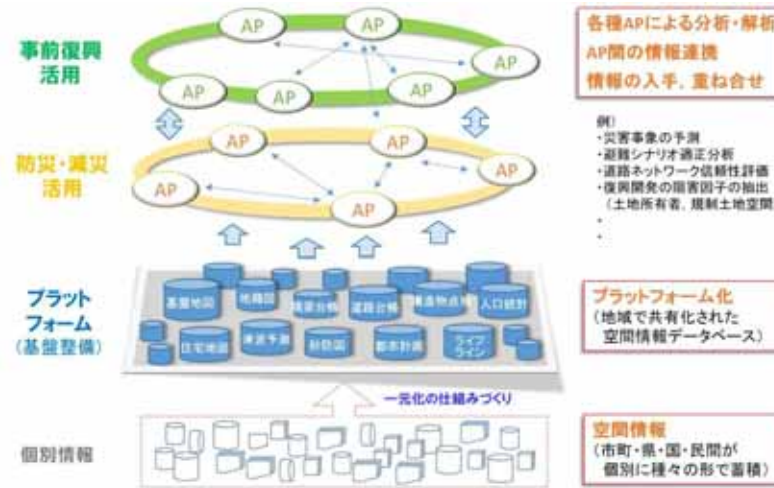 事前復興
活用
AP
AP
AP
AP
AP
AP
AP
各種APによる分析・解析
AP間の情報連携
情報の入手，重ね合せ
防災・減災
活用
AP
AP
AP
AP
AP
例）
・災害事象の予測
・避難シナリオ適正分析
・道路ネットワーク信頼性評価
・復興開発の阻害因子の抽出
（土地所有者，規制土地空間
・
・
プラット
フォーム
（基盤整備）
基盤地図
地籍図
道路台帳
構造物点検
人口統計
住宅地図
津波予測
都市計画
ライフ
ライン
プラットフォーム化
（地域で共有化された
空間情報データベース）
一元化の仕組みづくり
個別情報
空間情報
（市町・県・国・民間が
個別に種々の形で蓄積）